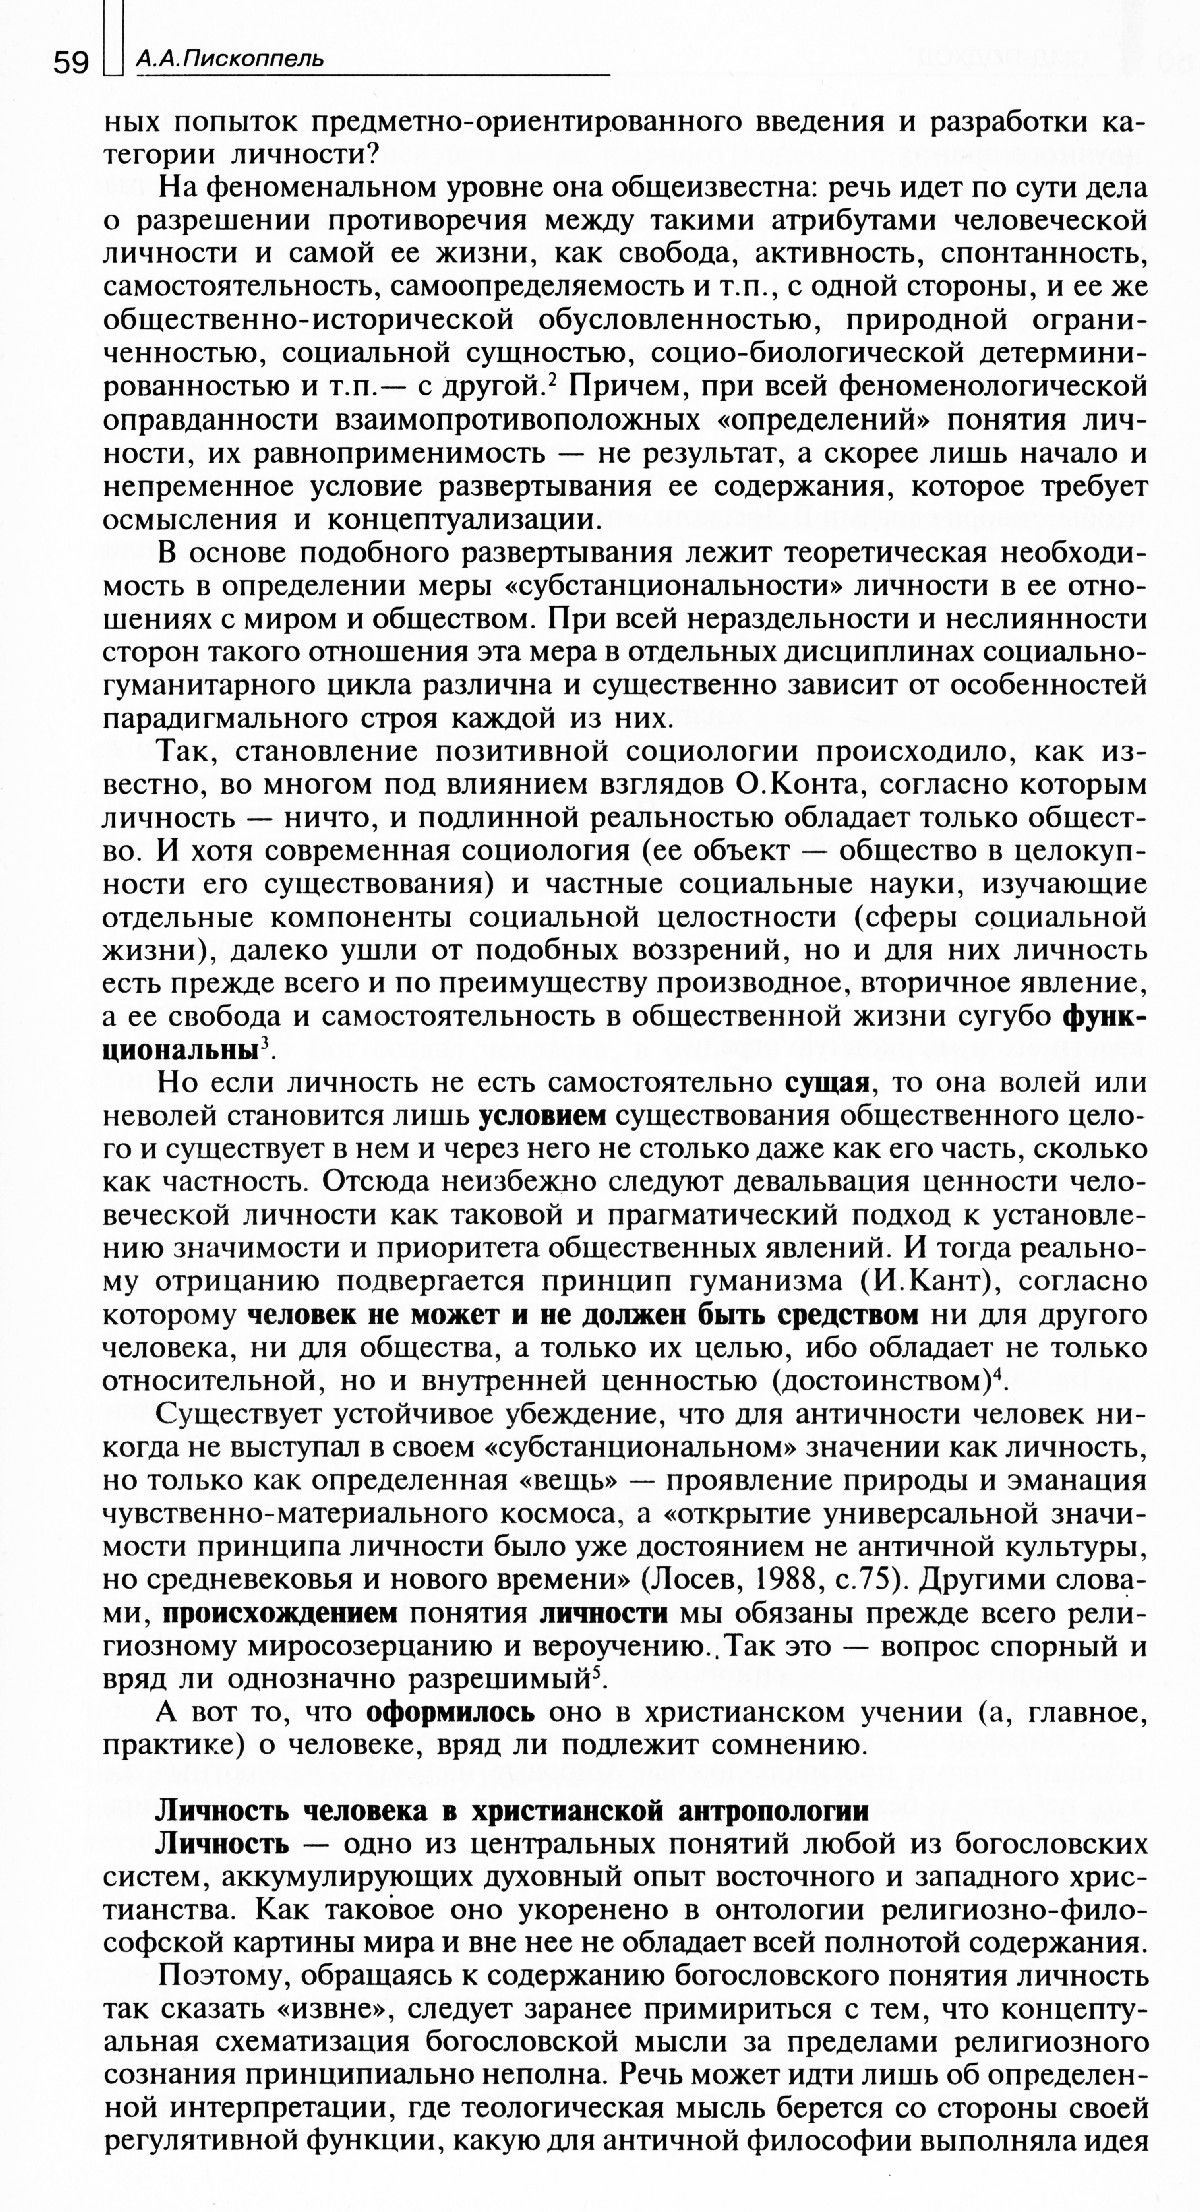 59 А.А.Пископпель
ных попыток предметно-ориентированного введения и разработки ка-
тегории личности?
На феноменальном уровне она общеизвестна: речь идет по сути дела
о разрешении противоречия между такими атрибутами человеческой
личности и самой ее жизни, как свобода, активность, спонтанность,
самостоятельность, самоопределяемость и т.п., с одной стороны, и ее же
общественно-исторической обусловленностью, природной ограни-
ченностью, социальной сущностью, социо-биологической детермини-
рованностью и т.п.— с другой.² Причем, при всей феноменологической
оправданности взаимопротивоположных «определений» понятия лич-
ности, их равноприменимость — не результат, а скорее лишь начало и
непременное условие развертывания ее содержания, которое требует
осмысления и концептуализации.
В основе подобного развертывания лежит теоретическая необходи-
мость в определении меры «субстанциональности» личности в ее отно-
шениях с миром и обществом. При всей нераздельности и неслиянности
сторон такого отношения эта мера в отдельных дисциплинах социально-
гуманитарного цикла различна и существенно зависит от особенностей
парадигмального строя каждой из них.
Так, становление позитивной социологии происходило, как из-
вестно, во многом под влиянием взглядов О.Конта, согласно которым
личность — ничто, и подлинной реальностью обладает только общест-
во. И хотя современная социология (ее объект — общество в целокуп-
ности его существования) и частные социальные науки, изучающие
отдельные компоненты социальной целостности (сферы социальной
жизни), далеко ушли от подобных воззрений, но и для них личность
есть прежде всего и по преимуществу производное, вторичное явление,
а ее свобода и самостоятельность в общественной жизни сугубо функ-
циональны³.
Но если личность не есть самостоятельно сущая, то она волей или
неволей становится лишь условием существования общественного цело-
го и существует в нем и через него не столько даже как его часть, сколько
как частность. Отсюда неизбежно следуют девальвация ценности чело-
веческой личности как таковой и прагматический подход к установле-
нию значимости и приоритета общественных явлений. И тогда реально-
му отрицанию подвергается принцип гуманизма (И.Кант), согласно
которому человек не может и не должен быть средством ни для другого
человека, ни для общества, а только их целью, ибо обладает не только
относительной, но и внутренней ценностью (достоинством)⁴.
Существует устойчивое убеждение, что для античности человек ни-
когда не выступал в своем «субстанциональном» значении как личность,
но только как определенная «вещь» — проявление природы и эманация
чувственно-материального космоса, а «открытие универсальной значи-
мости принципа личности было уже достоянием не античной культуры,
но средневековья и нового времени» (Лосев, 1988, с.75). Другими слова-
ми, происхождением понятия личности мы обязаны прежде всего рели-
гиозному миросозерцанию и вероучению. Так это — вопрос спорный и
вряд ли однозначно разрешимый⁵.
А вот то, что оформилось оно в христианском учении (а, главное,
практике) о человеке, вряд ли подлежит сомнению.
Личность человека в христианской антропологии
Личность — одно из центральных понятий любой из богословских
систем, аккумулирующих духовный опыт восточного и западного хрис-
тианства. Как таковое оно укоренено в онтологии религиозно-фило-
софской картины мира и вне нее не обладает всей полнотой содержания.
Поэтому, обращаясь к содержанию богословского понятия личность
так сказать «извне», следует заранее примириться с тем, что концепту-
альная схематизация богословской мысли за пределами религиозного
сознания принципиально неполна. Речь может идти лишь об определен-
ной интерпретации, где теологическая мысль берется со стороны своей
регулятивной функции, какую для античной философии выполняла идея